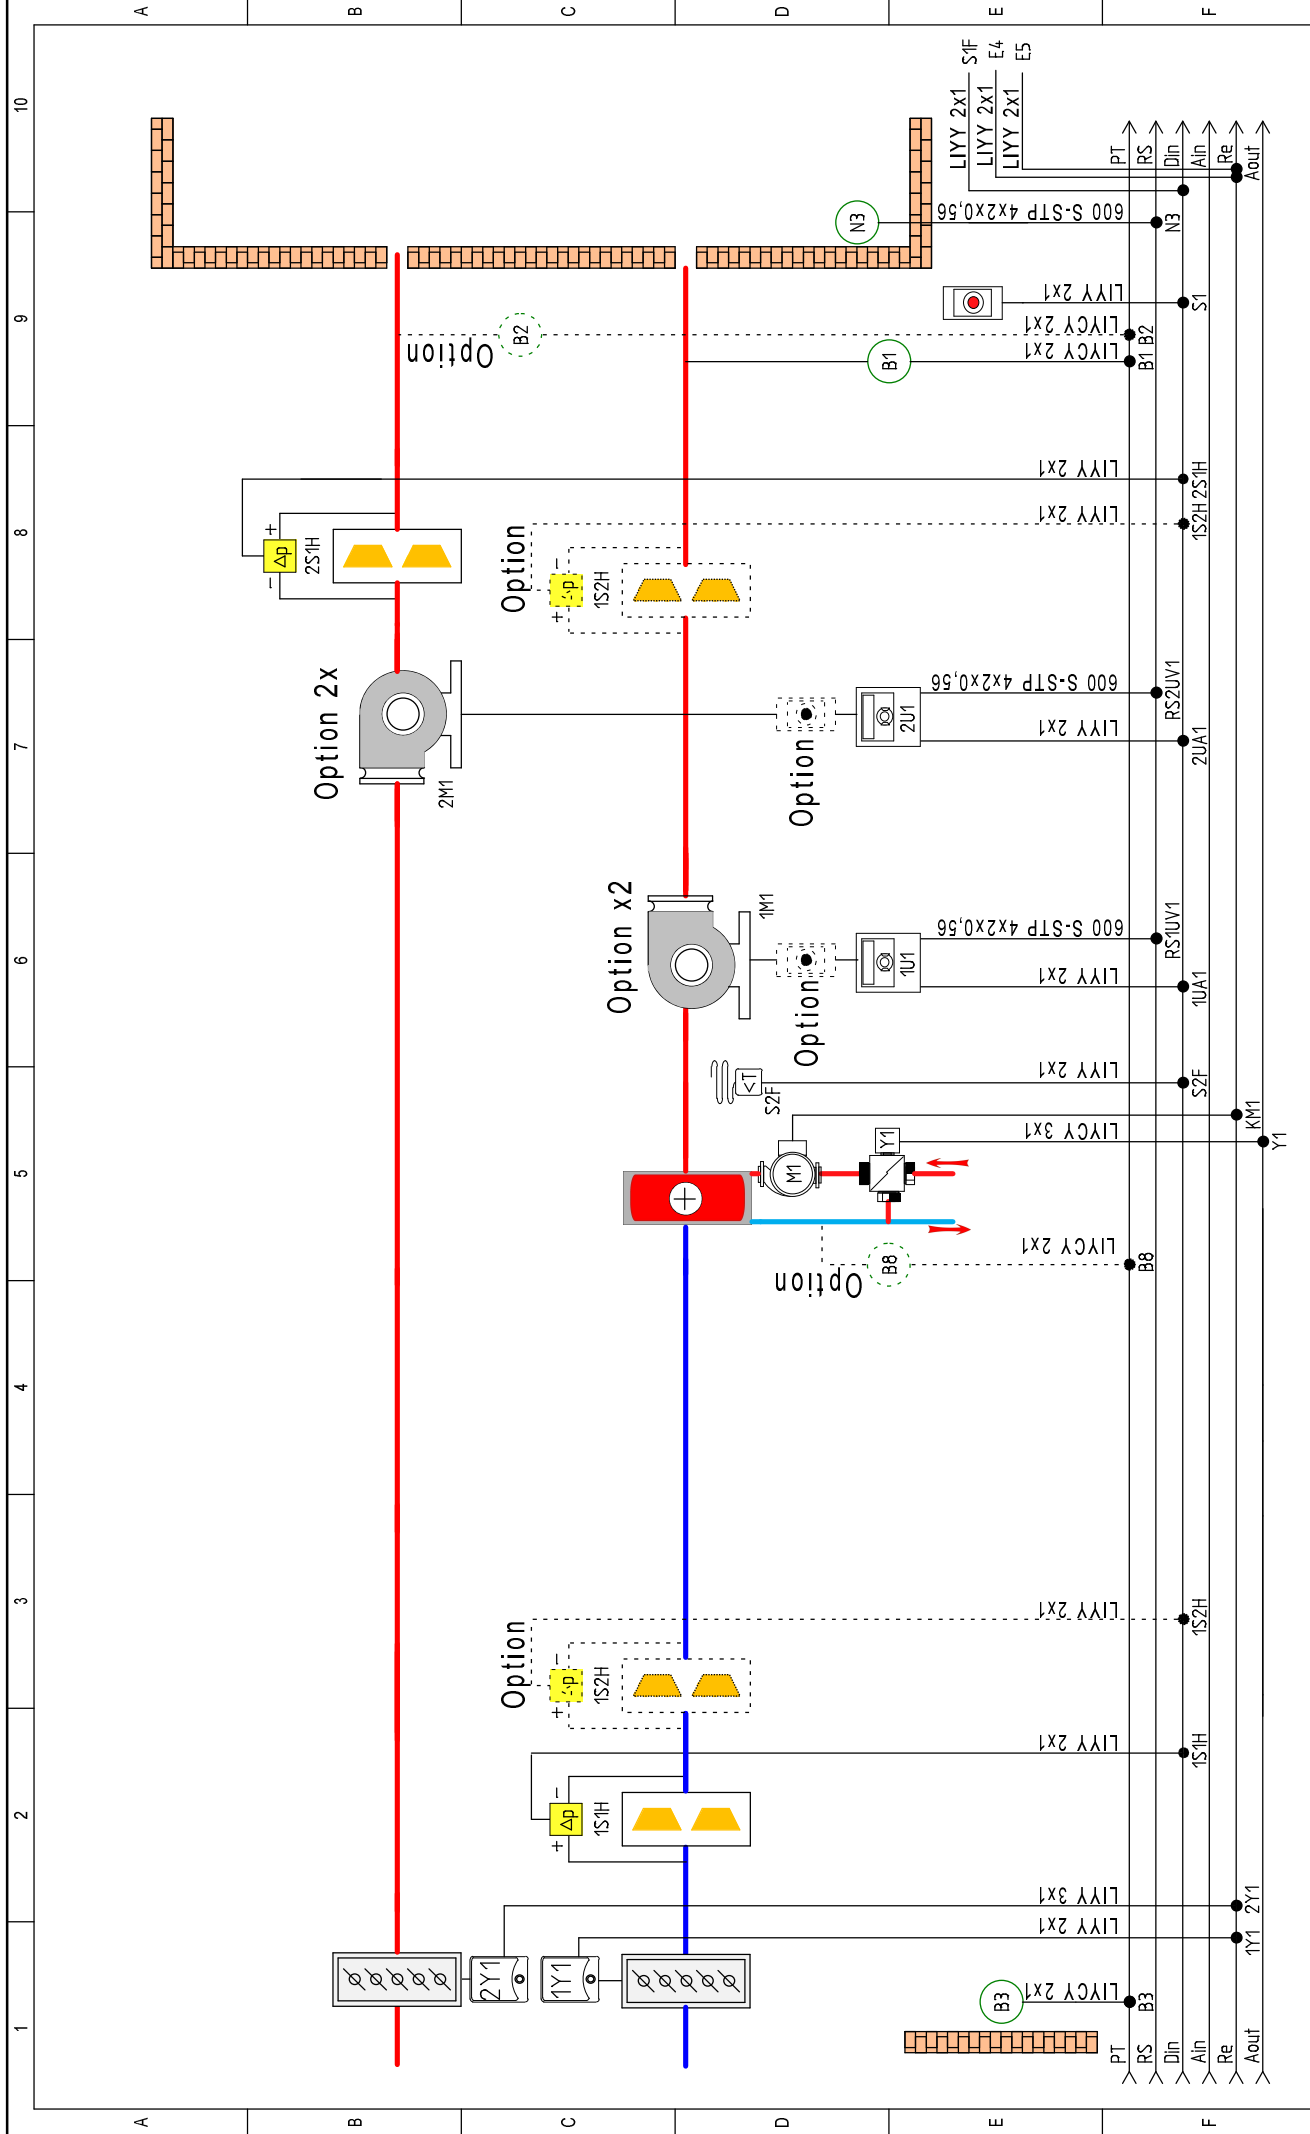 A B C D E F
1 2 3 4 5 6 7 8 9 10
2Y1
1Y1
B3
LIYCY 2x1
B3
LIYY 2x1
1Y1
LIYY 3x1
2Y1
+ Δp −
1S1H
LIYY 2x1
1S1H
Option
+ −
1S2H
LIYY 2x1
1S2H
Option
B8
LIYCY 2x1
B8
M1
Y1
LIYCY 3x1
Y1
KM1
<T
S2F
LIYY 2x1
S2F
Option x2
1M1
Option
1U1
LIYY 2x1
1UA1
600 S-STP 4x2x0,56
RS1UV1
Option 2x
2M1
Option
2U1
LIYY 2x1
2UA1
600 S-STP 4x2x0,56
RS2UV1
− Δp +
2S1H
Option
+ −
1S2H
LIYY 2x1
1S2H
LIYY 2x1
2S1H
Option
B2
B1
LIYCY 2x1
B1
LIYCY 2x1
B2
LIYY 2x1
S1
N3
600 S-STP 4x2x0,56
N3
LIYY 2x1 S1F
LIYY 2x1 E4
LIYY 2x1 E5
PT PT
RS RS
Din Din
Ain Ain
Re Re
Aout Aout
A B C D E F